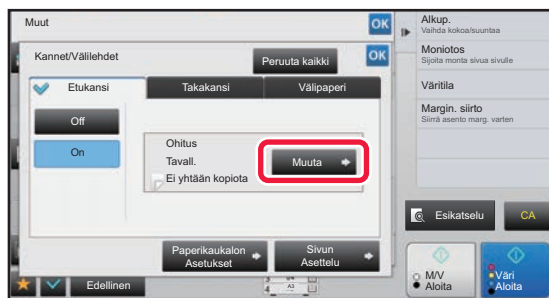 Muut
OK
Kannet/Välilehdet
Peruuta kaikki
OK
Etukansi
Takakansi
Välipaperi
Off
On
Ohitus
Tavall.
Ei yhtään kopiota
Muuta
Paperikaukalon
Asetukset
Sivun
Asettelu
Edellinen
A3
Alkup.
Vaihda kokoa/suuntaa
Moniotos
Sijoita monta sivua sivulle
Väritila
Margin. siirto
Siirrä asento marg. varten
Esikatselu
CA
M/V
Aloita
Väri
Aloita